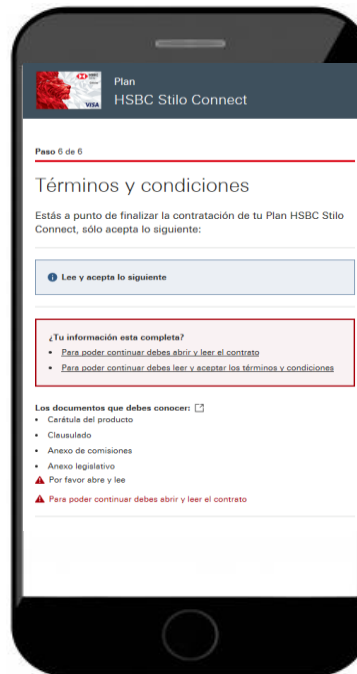 HSBC
VISA
Plan
HSBC Stilo Connect
Paso 6 de 6
Términos y condiciones
Estás a punto de finalizar la contratación de tu Plan HSBC Stilo
Connect, sólo acepta lo siguiente:
Lee y acepta lo siguiente
¿Tu información esta completa?
• Para poder continuar debes abrir y leer el contrato
• Para poder continuar debes leer y aceptar los términos y condiciones
Los documentos que debes conocer:
• Carátula del producto
• Clausulado
• Anexo de comisiones
• Anexo legislativo
Por favor abre y lee
Para poder continuar debes abrir y leer el contrato